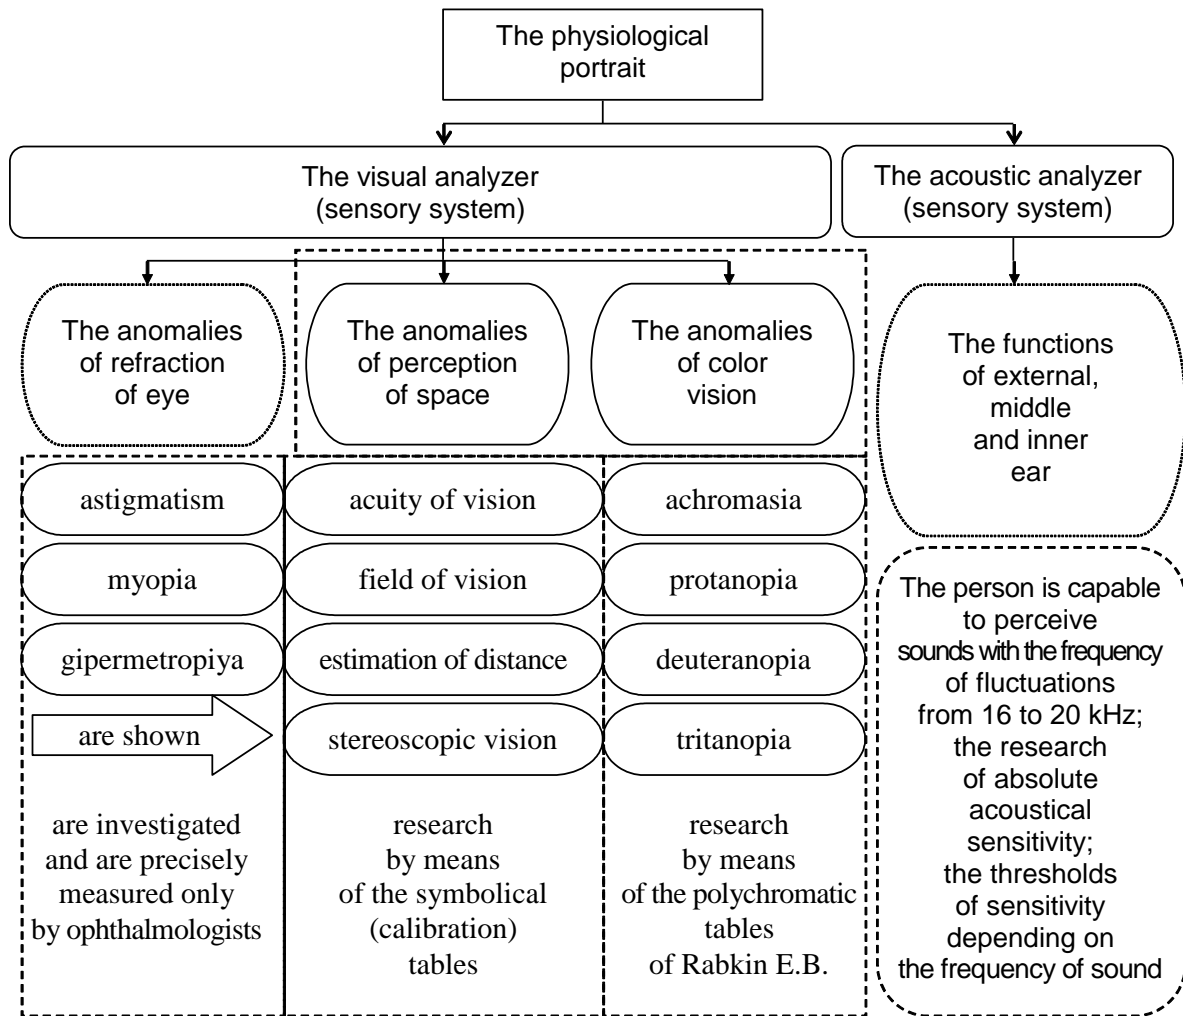 The physiological
portrait
The visual analyzer
(sensory system)
The acoustic analyzer
(sensory system)
The anomalies
of refraction
of eye
The anomalies
of perception
of space
The anomalies
of color
vision
The functions
of external,
middle
and inner
ear
astigmatism
myopia
gipermetropiya
are shown
are investigated
and are precisely
measured only
by ophthalmologists
acuity of vision
field of vision
estimation of distance
stereoscopic vision
research
by means
of the symbolical
(calibration)
tables
achromasia
protanopia
deuteranopia
tritanopia
research
by means
of the polychromatic
tables
of Rabkin E.B.
The person is capable
to perceive
sounds with the frequency
of fluctuations
from 16 to 20 kHz;
the research
of absolute
acoustical
sensitivity;
the thresholds
of sensitivity
depending on
the frequency of sound